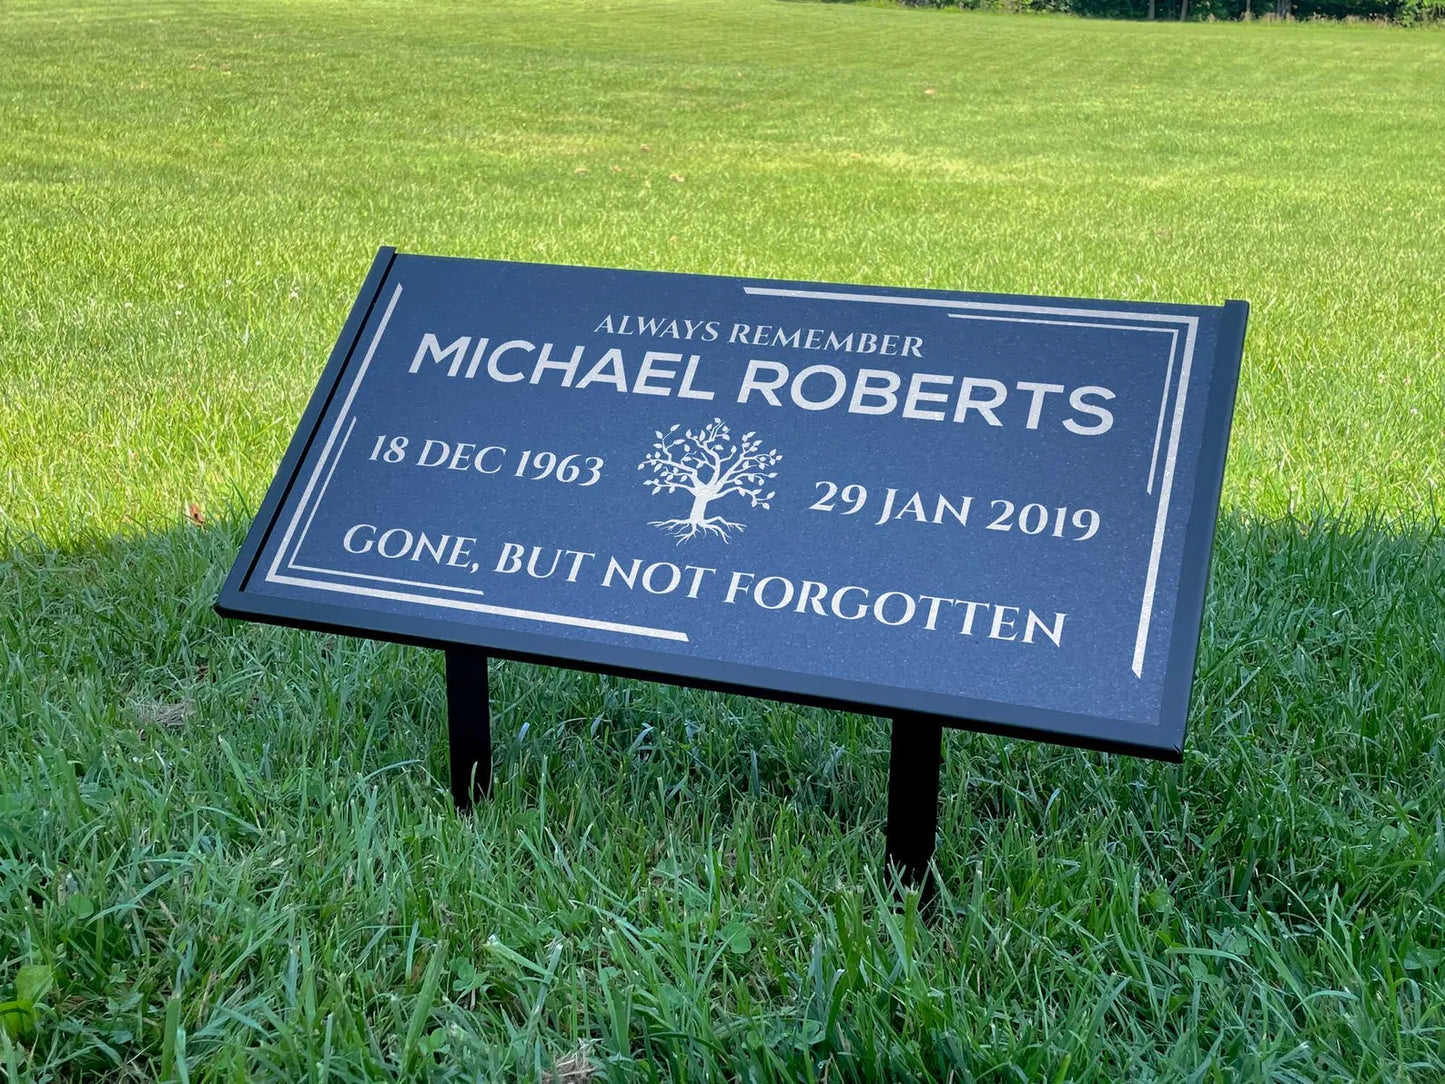 ALWAYS REMEMBER
MICHAEL ROBERTS
18 DEC 1963 29 JAN 2019
GONE, BUT NOT FORGOTTEN